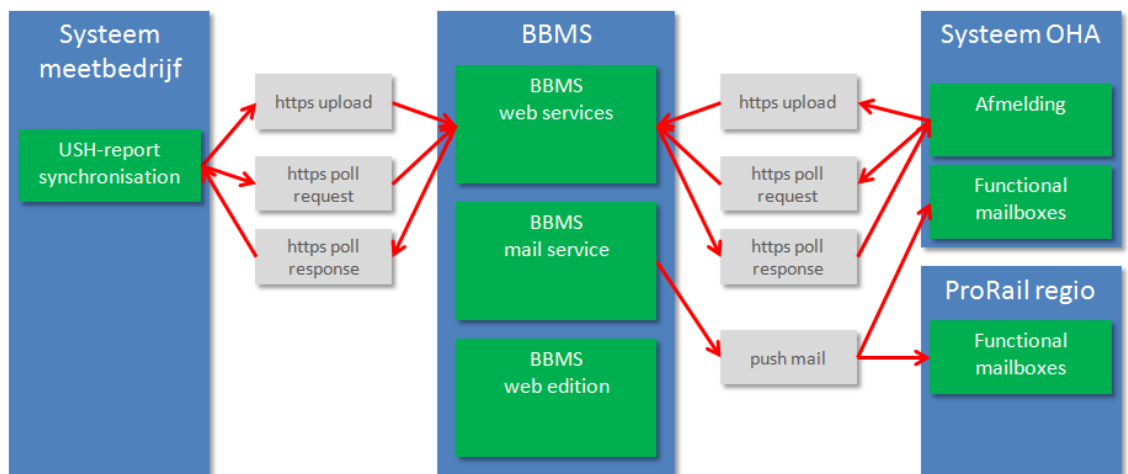 Systeem
meetbedrijf
USH-report
synchronisation
https upload
https poll
request
https poll
response
BBMS
BBMS
web services
BBMS
mail service
BBMS
web edition
https upload
https poll
request
https poll
response
push mail
Systeem OHA
Afmelding
Functional
mailboxes
ProRail regio
Functional
mailboxes